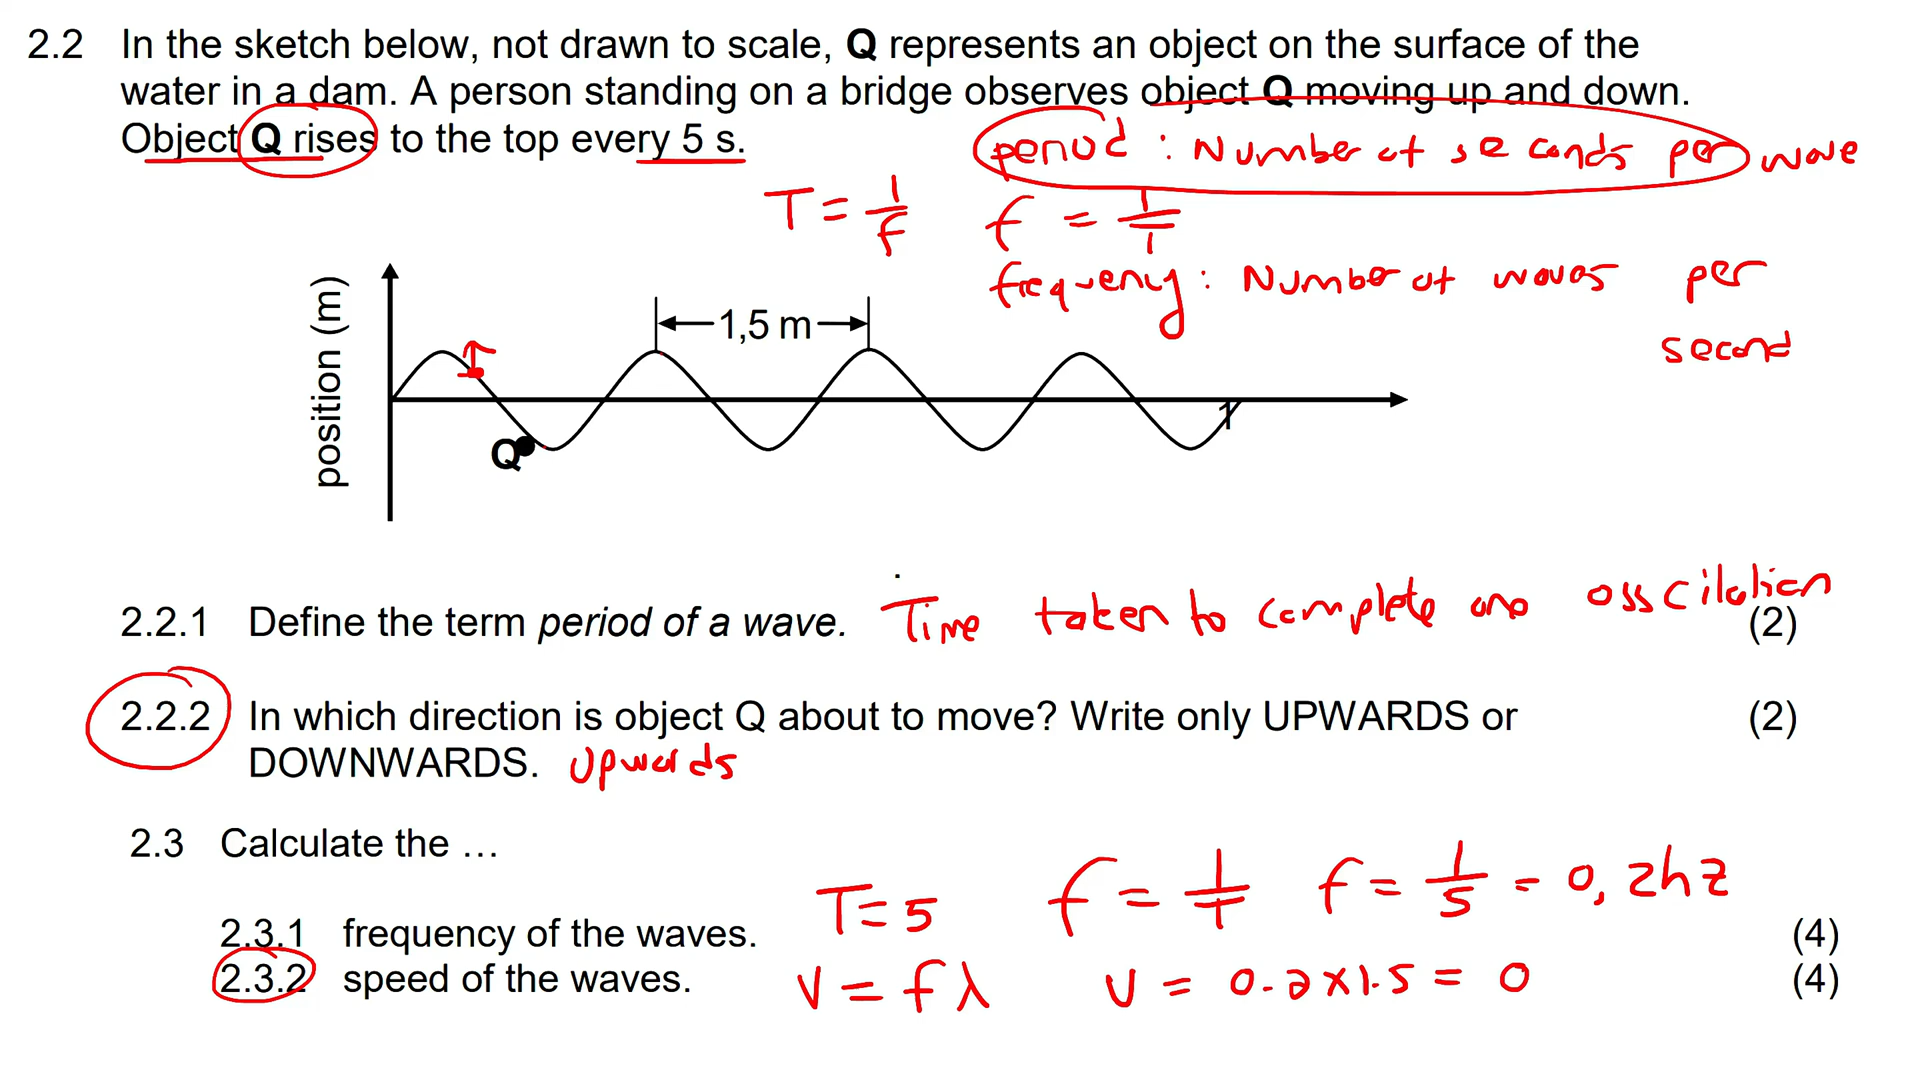 2.2 In the sketch below, not drawn to scale, Q represents an object on the surface of the
water in a dam. A person standing on a bridge observes object Q moving up and down.
Object Q rises to the top every 5 s.
period : Number of seconds per wave
T = 1/f f = 1/T
frequency : Number of waves per
second
position (m)
1,5 m
1
Q
2.2.1 Define the term period of a wave. Time taken to complete one osscilation (2)
2.2.2 In which direction is object Q about to move? Write only UPWARDS or (2)
DOWNWARDS. Upwards
2.3 Calculate the …
T = 5 f = 1/T f = 1/5 = 0,2hz
2.3.1 frequency of the waves. (4)
2.3.2 speed of the waves. v = fλ v = 0.2x1.5 = 0 (4)